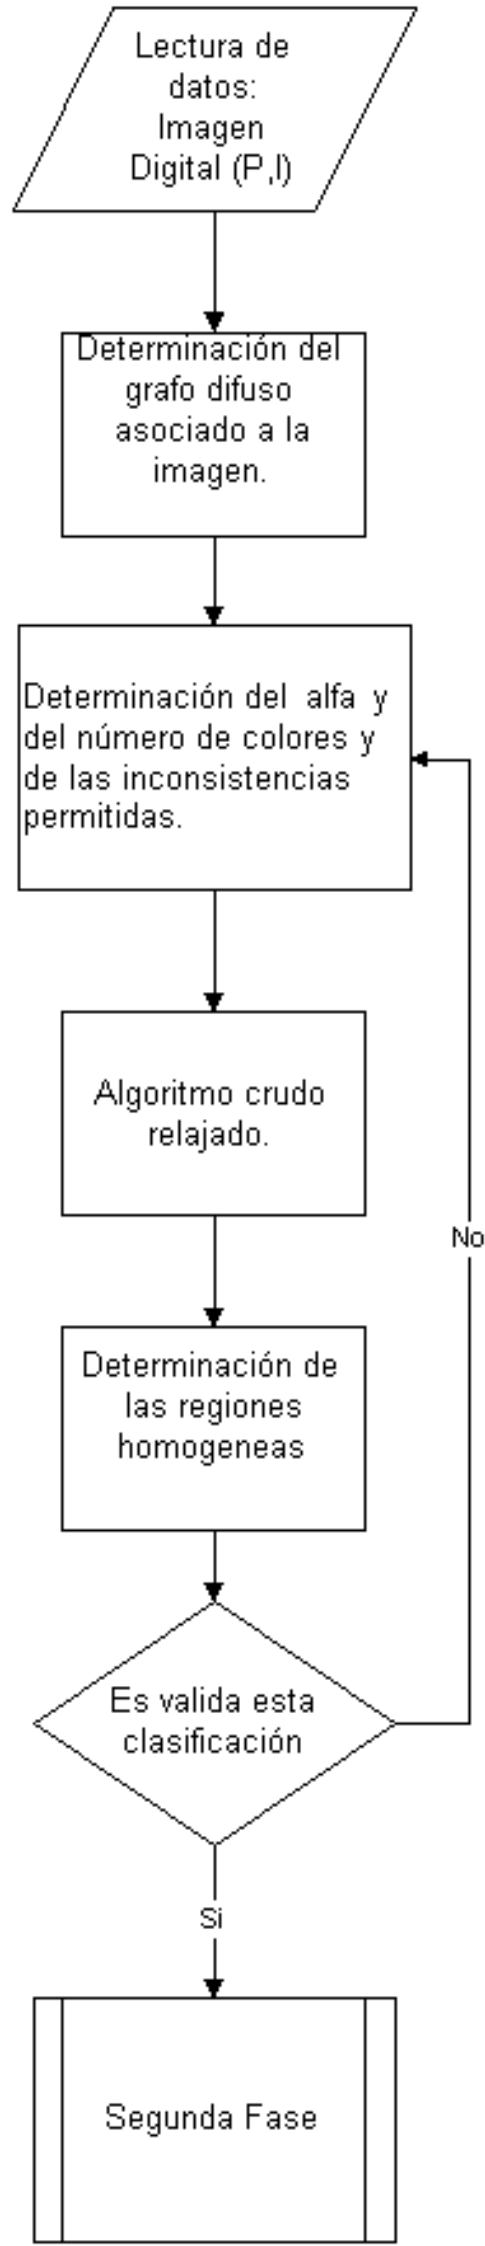 Lectura de
datos:
Imagen
Digital (P,I)
Determinación del
grafo difuso
asociado a la
imagen.
Determinación del alfa y
del número de colores y
de las inconsistencias
permitidas.
Algoritmo crudo
relajado.
No
Determinación de
las regiones
homogeneas
Es valida esta
clasificación
Si
Segunda Fase